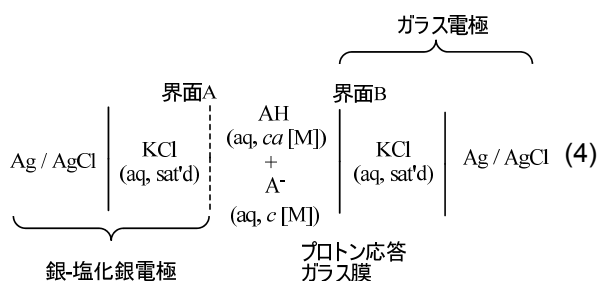 ガラス電極
界面A
界面B
Ag / AgCl
KCl
(aq, sat'd)
AH
(aq, ca [M])
+
A-
(aq, c [M])
KCl
(aq, sat'd)
Ag / AgCl
(4)
銀-塩化銀電極
プロトン応答
ガラス膜